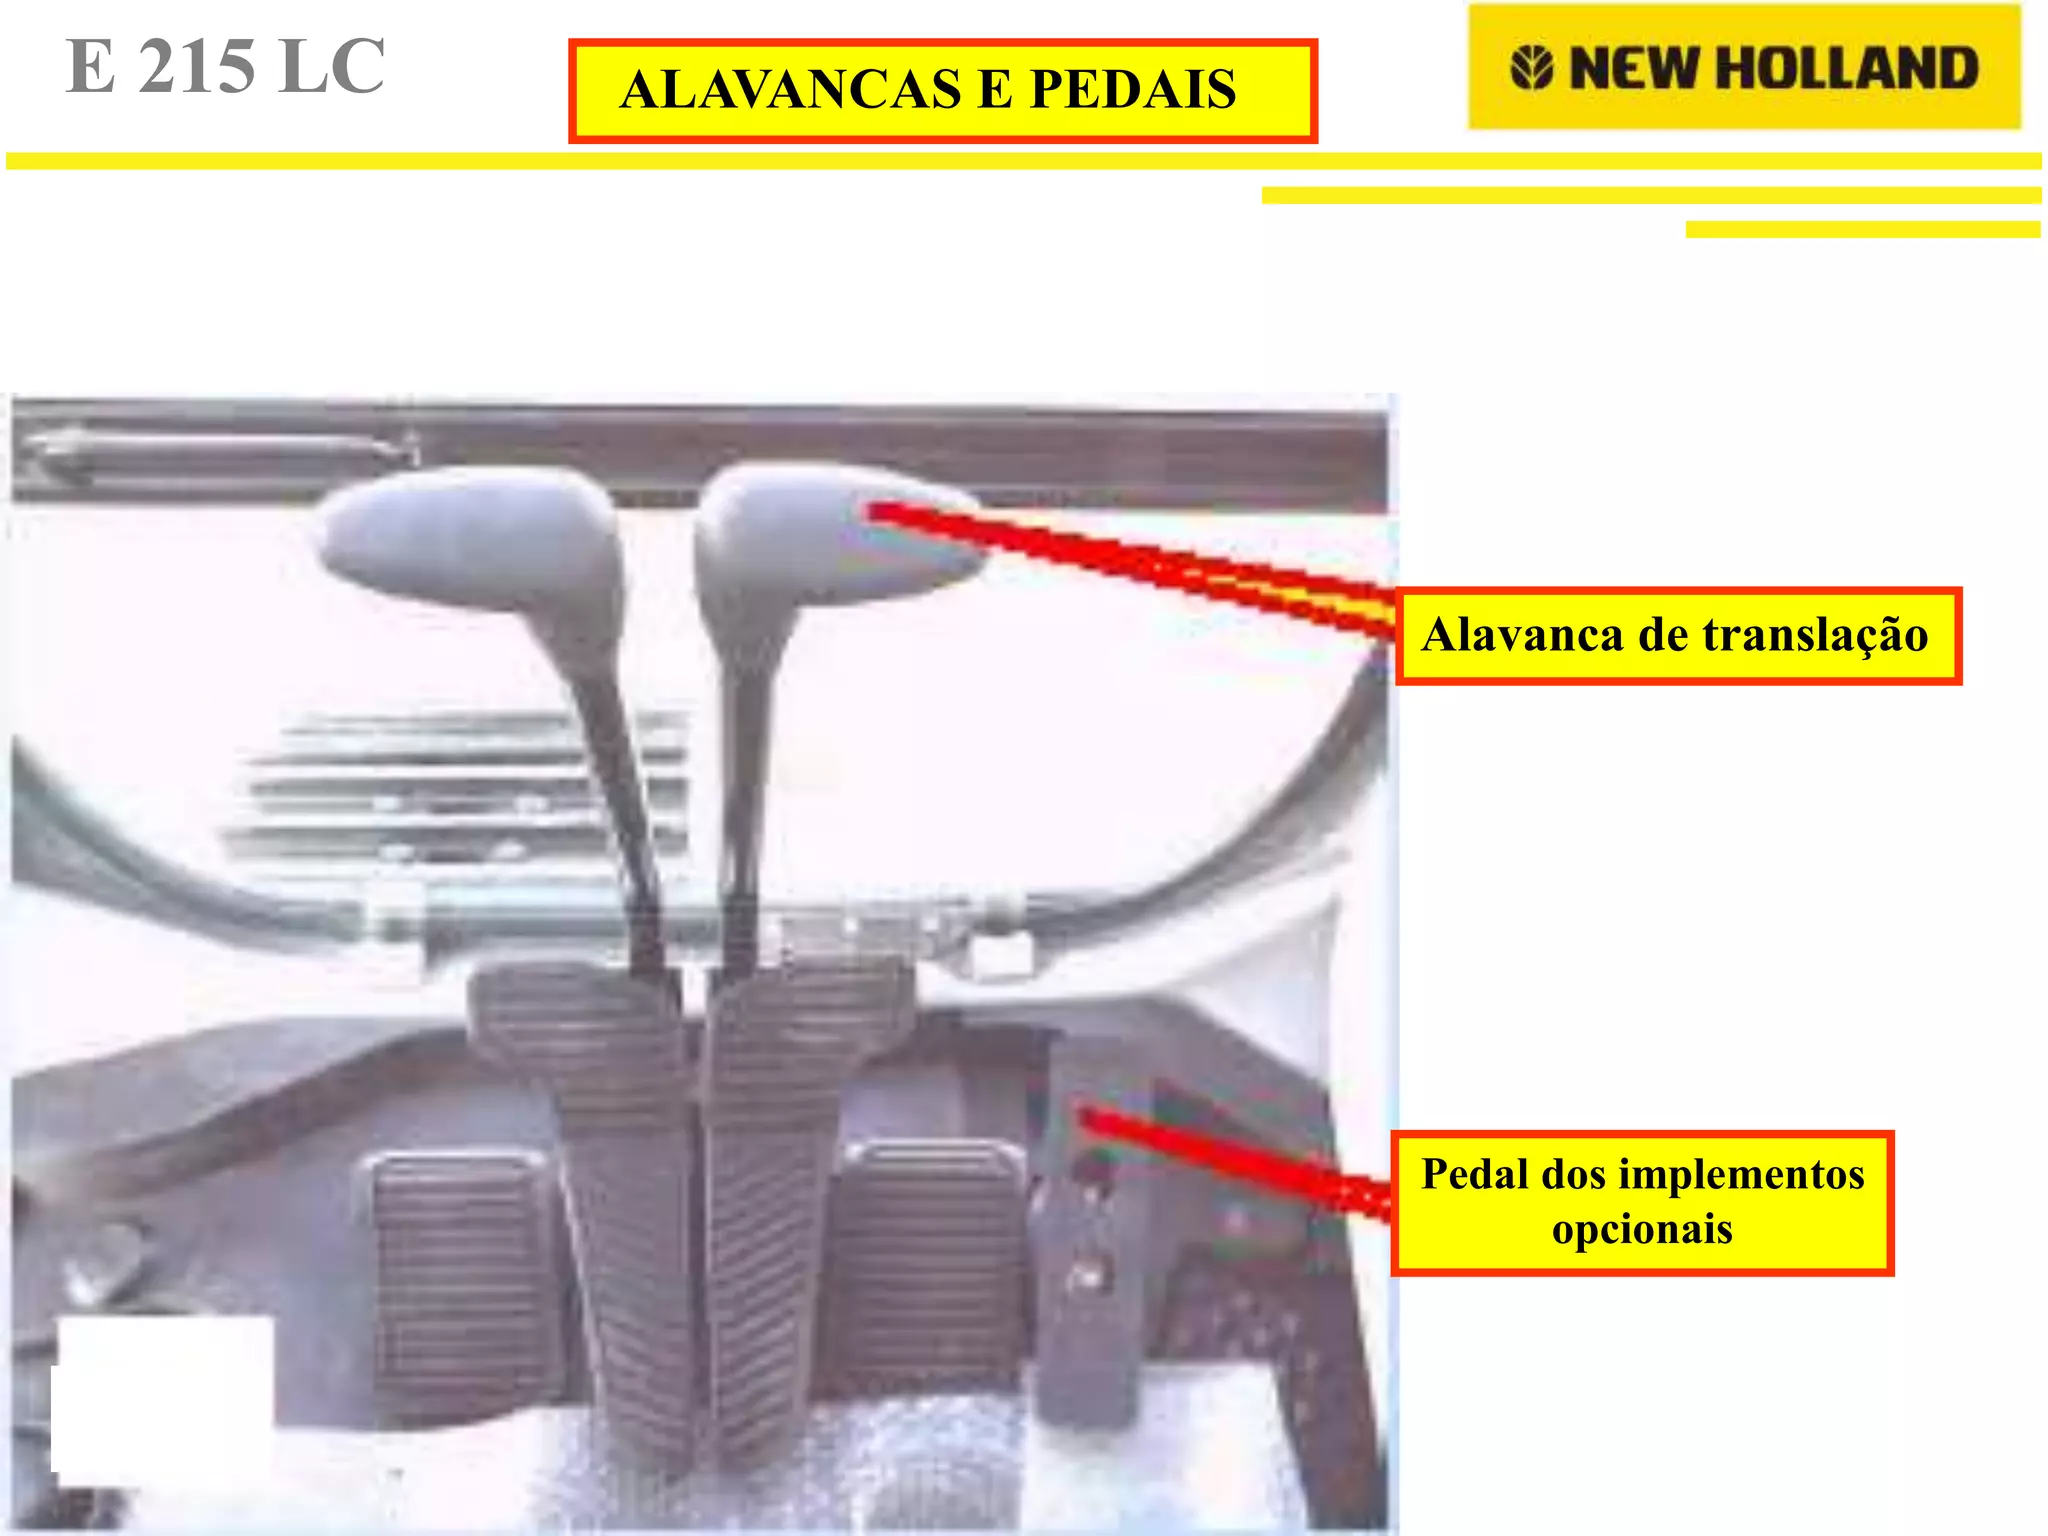 E 215 LC
ALAVANCAS E PEDAIS
NEW HOLLAND
Alavanca de translação
Pedal dos implementos
opcionais